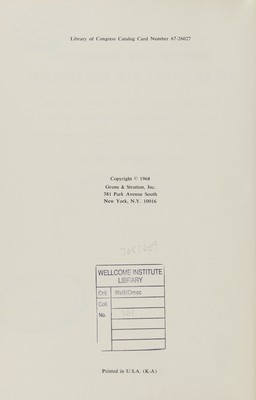 Library of Congress Catalog Card Number 67-26027
Copyright © 1968
Grune & Stratton, Inc.
381 Park Avenue South
New York, N.Y. 10016
WELLCOME INSTITUTE
LIBRARY
Coll.
Coll.
No.
Printed in U.S.A. (K-A)